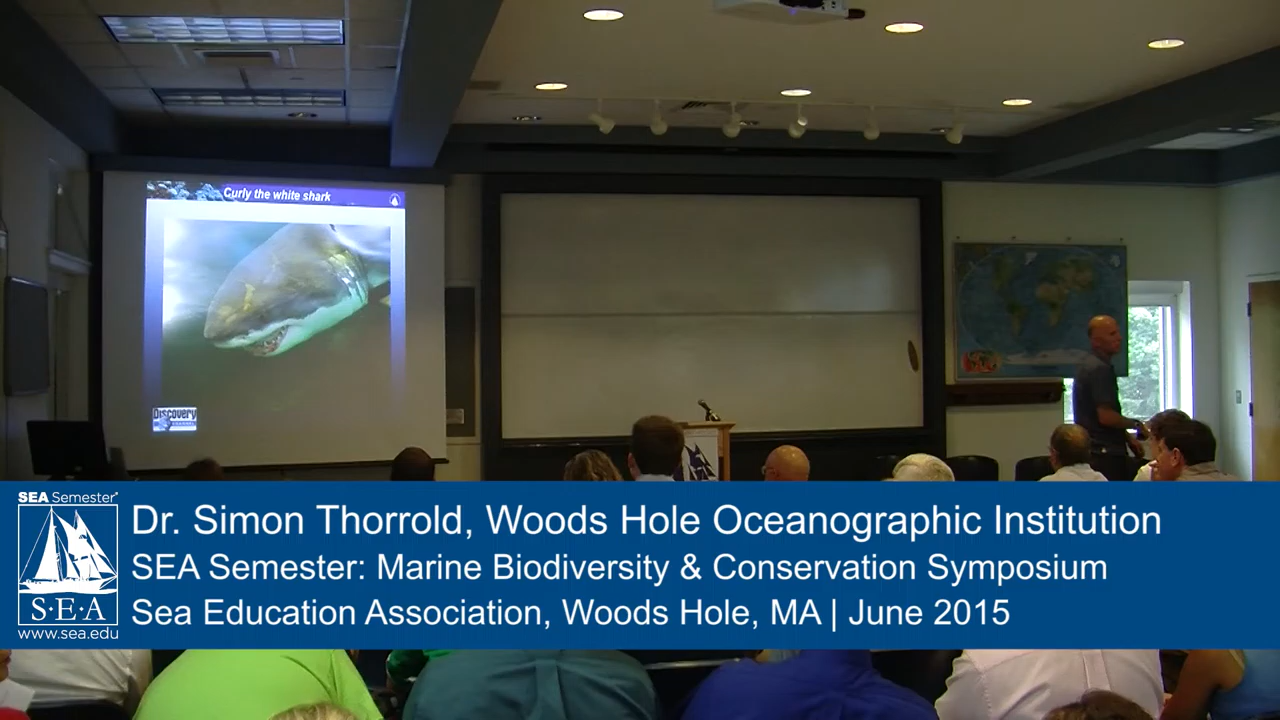 Curly the white shark
Discovery
CHANNEL
SEA Semester®
Dr. Simon Thorrold, Woods Hole Oceanographic Institution
SEA Semester: Marine Biodiversity & Conservation Symposium
S·E·A
Sea Education Association, Woods Hole, MA | June 2015
www.sea.edu